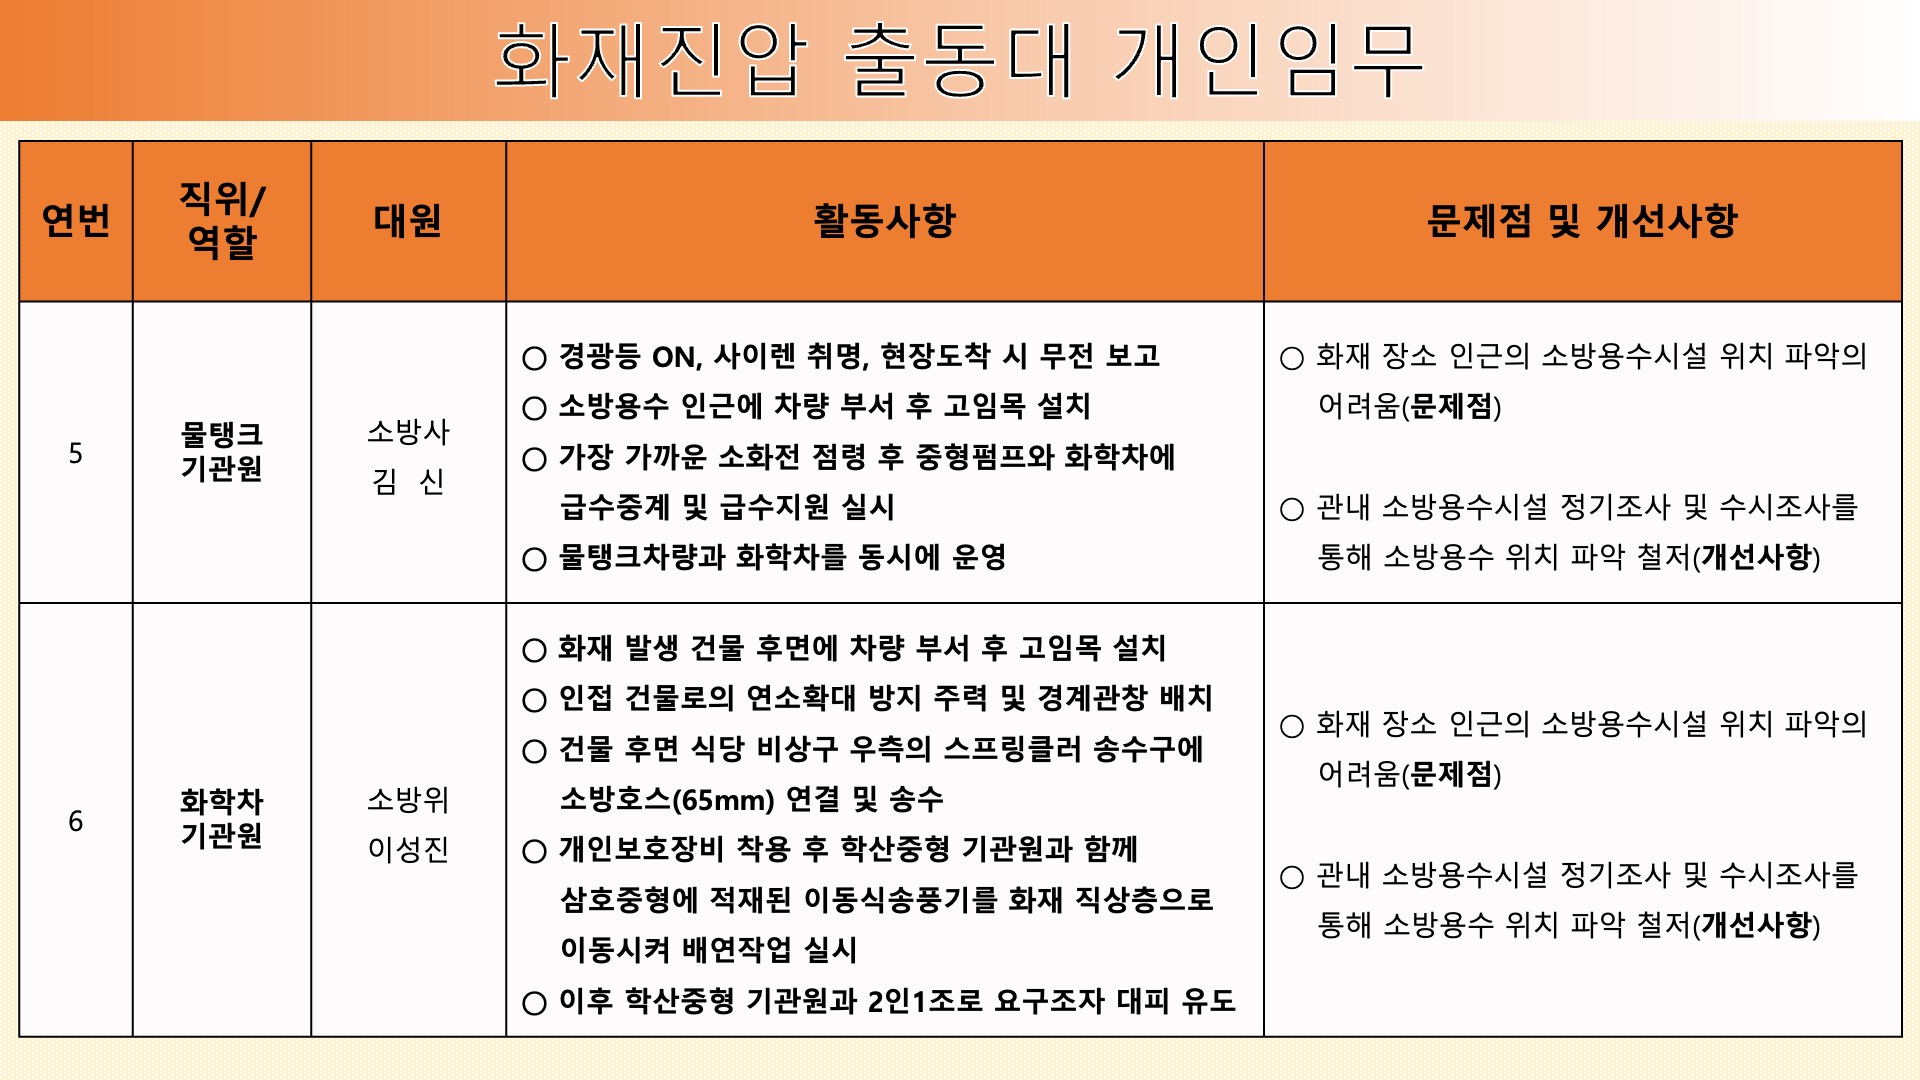 화재진압 출동대 개인임무
연번
직위/
역할
대원
활동사항
문제점 및 개선사항
5
물탱크
기관원
소방사
김 신
○ 경광등 ON, 사이렌 취명, 현장도착 시 무전 보고
○ 소방용수 인근에 차량 부서 후 고임목 설치
○ 가장 가까운 소화전 점령 후 중형펌프와 화학차에
급수중계 및 급수지원 실시
○ 물탱크차량과 화학차를 동시에 운영
○ 화재 장소 인근의 소방용수시설 위치 파악의
어려움(문제점)
○ 관내 소방용수시설 정기조사 및 수시조사를
통해 소방용수 위치 파악 철저(개선사항)
6
화학차
기관원
소방위
이성진
○ 화재 발생 건물 후면에 차량 부서 후 고임목 설치
○ 인접 건물로의 연소확대 방지 주력 및 경계관창 배치
○ 건물 후면 식당 비상구 우측의 스프링클러 송수구에
소방호스(65mm) 연결 및 송수
○ 개인보호장비 착용 후 학산중형 기관원과 함께
삼호중형에 적재된 이동식송풍기를 화재 직상층으로
이동시켜 배연작업 실시
○ 이후 학산중형 기관원과 2인1조로 요구조자 대피 유도
○ 화재 장소 인근의 소방용수시설 위치 파악의
어려움(문제점)
○ 관내 소방용수시설 정기조사 및 수시조사를
통해 소방용수 위치 파악 철저(개선사항)